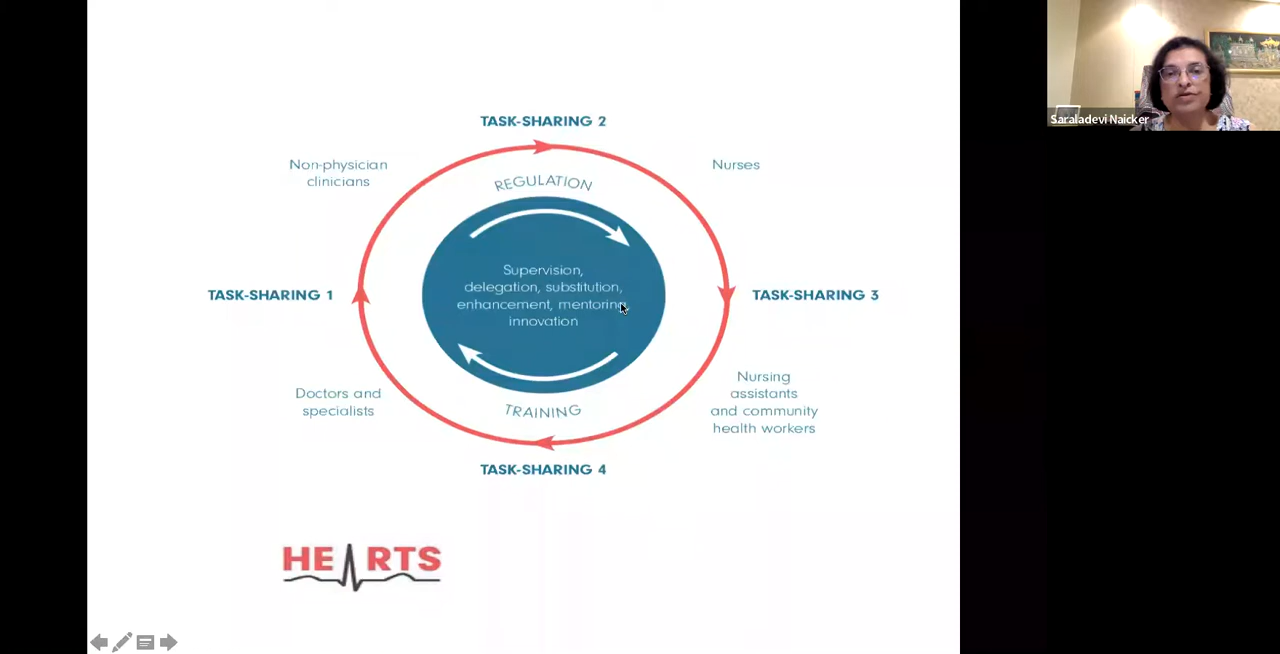 TASK-SHARING 2
Non-physician
clinicians
Nurses
REGULATION
Supervision,
delegation, substitution,
enhancement, mentoring,
innovation
TASK-SHARING 1
TASK-SHARING 3
Doctors and
specialists
TRAINING
Nursing
assistants
and community
health workers
TASK-SHARING 4
HEARTS
Saraladevi Naicker